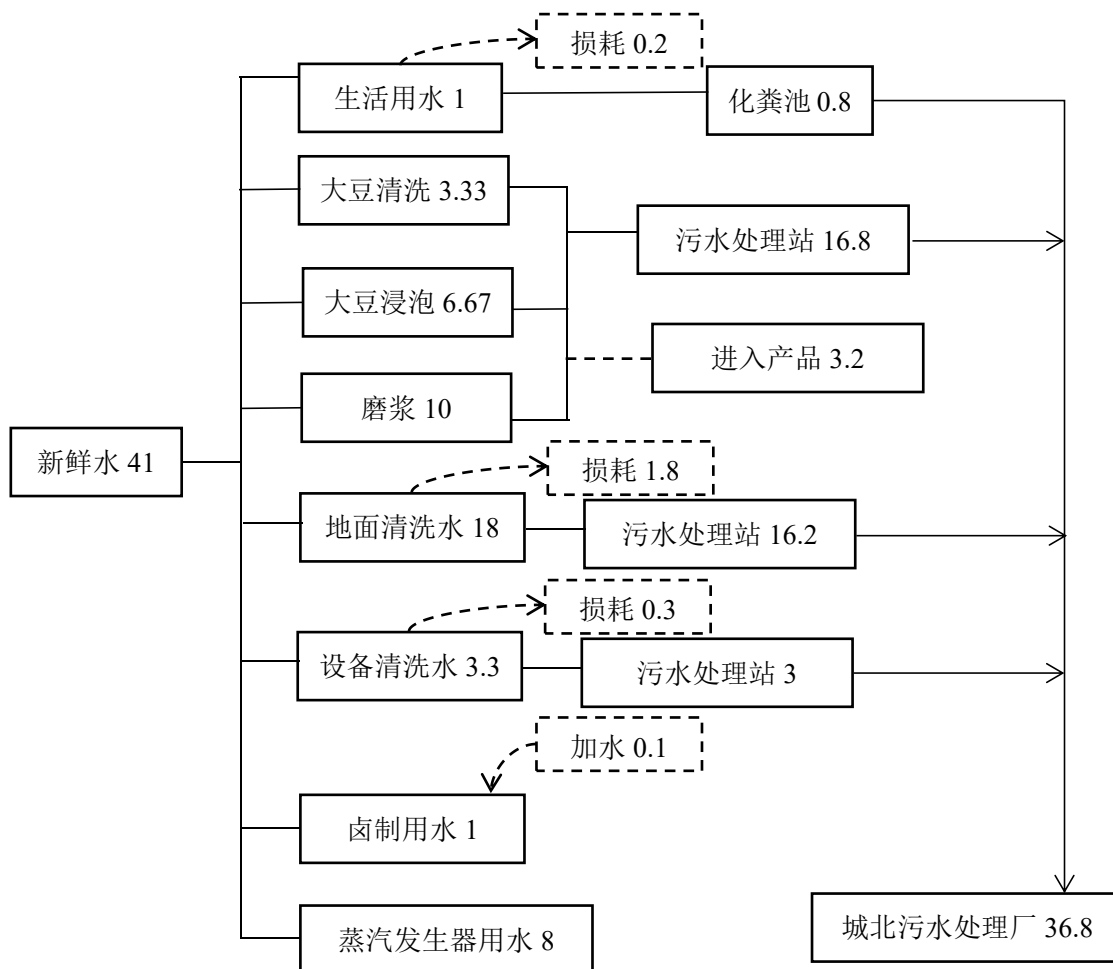 损耗 0.2
生活用水 1
化粪池 0.8
大豆清洗 3.33
污水处理站 16.8
大豆浸泡 6.67
进入产品 3.2
磨浆 10
新鲜水 41
损耗 1.8
地面清洗水 18
污水处理站 16.2
损耗 0.3
设备清洗水 3.3
污水处理站 3
加水 0.1
卤制用水 1
城北污水处理厂 36.8
蒸汽发生器用水 8